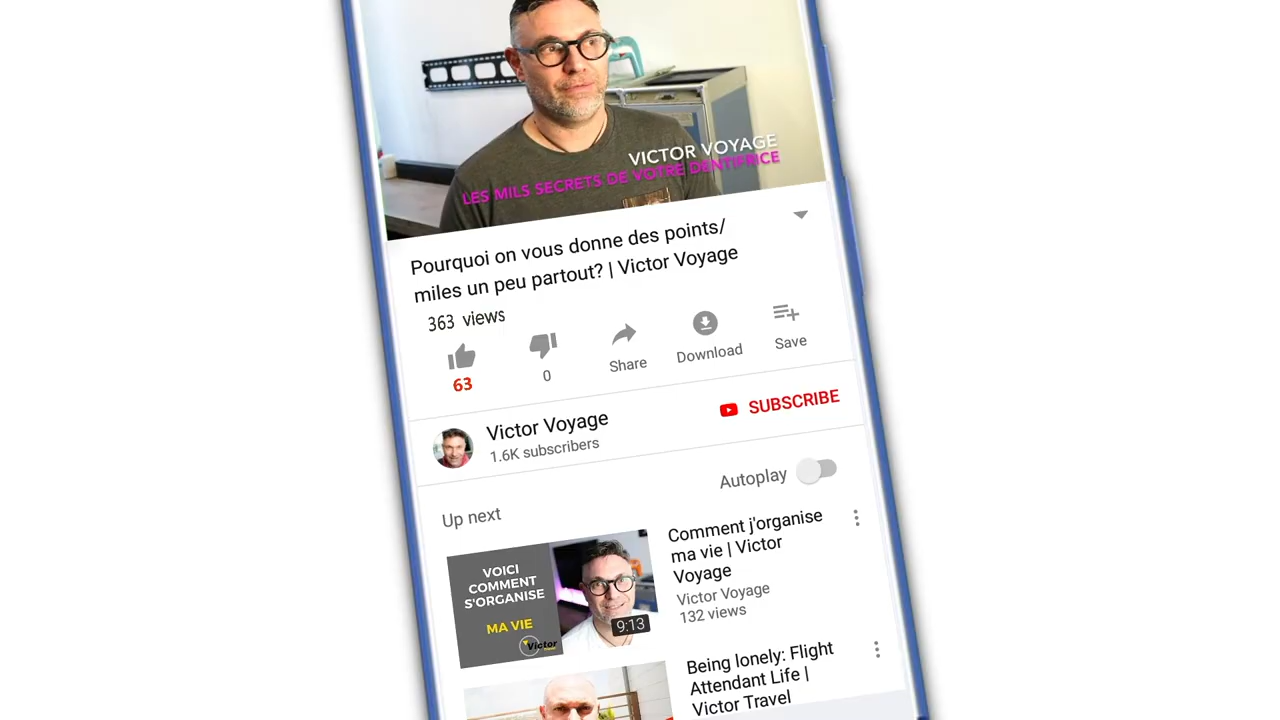 VICTOR VOYAGE
LES MILS SECRETS DE VOTRE DENTIFRICE
Pourquoi on vous donne des points/
miles un peu partout? | Victor Voyage
363 views
63
0
Share
Download
Save
Victor Voyage
1.6K subscribers
SUBSCRIBE
Autoplay
Up next
VOICI
COMMENT
S'ORGANISE
MA VIE
Victor
9:13
Comment j'organise
ma vie | Victor
Voyage
Victor Voyage
132 views
Being lonely: Flight
Attendant Life |
Victor Travel